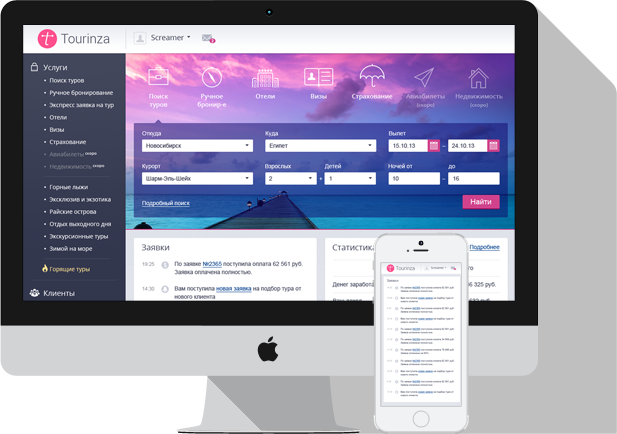 Tourinza
Screamer
Услуги
Поиск туров
Ручное бронирование
Экспресс заявка на тур
Отели
Визы
Страхование
Авиабилеты скоро
Недвижимость скоро
Горные лыжи
Эксклюзив и экзотика
Райские острова
Отдых выходного дня
Экскурсионные туры
Зимой на море
Горящие туры
Клиенты
Поиск туров
Ручное бронир-е
Отели
Визы
Страхование
Авиабилеты (скоро)
Недвижимость (скоро)
Откуда
Куда
Вылет
Новосибирск
Египет
15.10.13 – 24.10.13
Курорт
Взрослых
Детей
Ночей от
до
Шарм-Эль-Шейх
2 + 1
10 – 16
Подробный поиск
Найти
Заявки
19:25 По заявке №2365 поступила оплата 62 561 руб.
Заявка оплачена полностью.
14:30 Вам поступила новая заявка на подбор тура от
нового клиента
Статистика
Подробнее
Денег зарабо
325 руб.
Tourinza
Screamer
Заявки